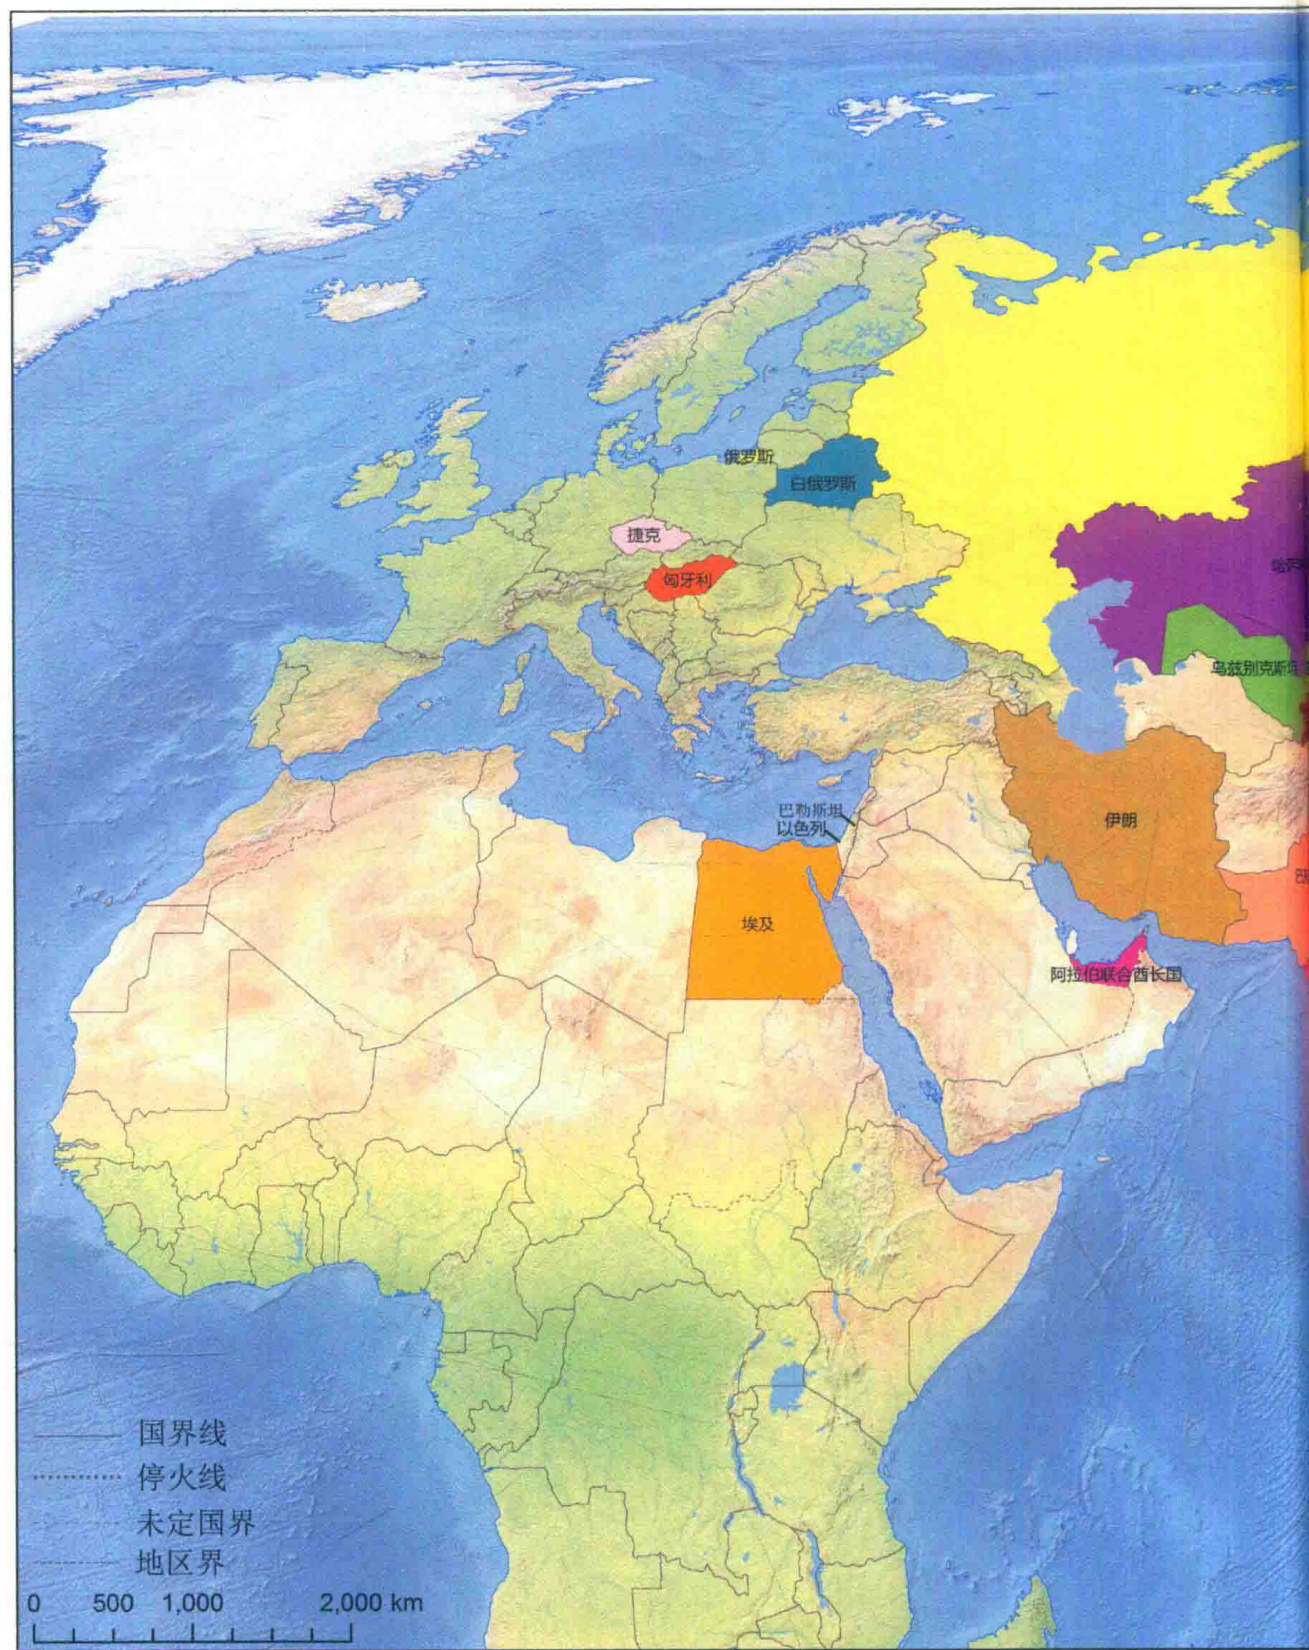 俄罗斯
白俄罗斯
捷克
匈牙利
哈萨
乌兹别克斯坦
巴勒斯坦
以色列
伊朗
埃及
阿拉伯联合酋长国
国界线
停火线
未定国界
地区界
0 500 1,000 2,000 km